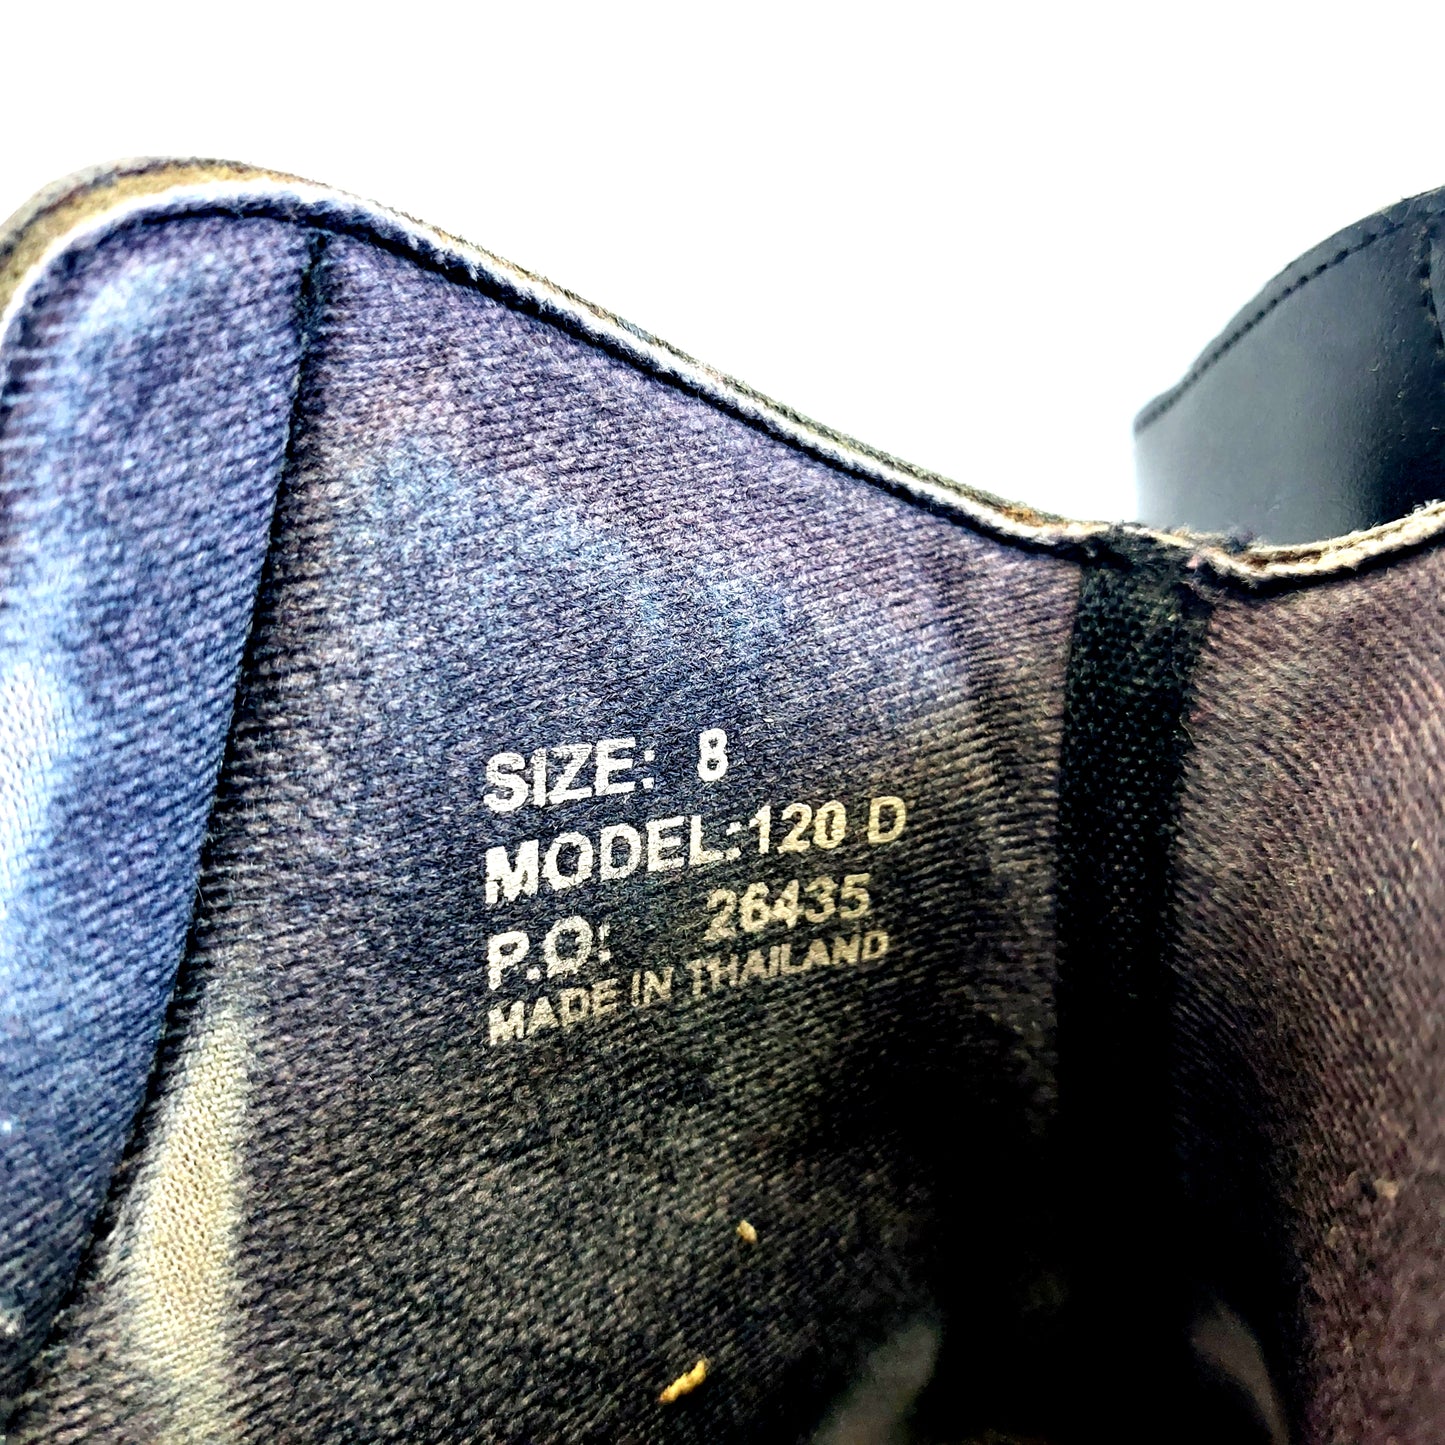 SIZE: 8
MODEL:120 D
P.O: 26435
MADE IN THAILAND